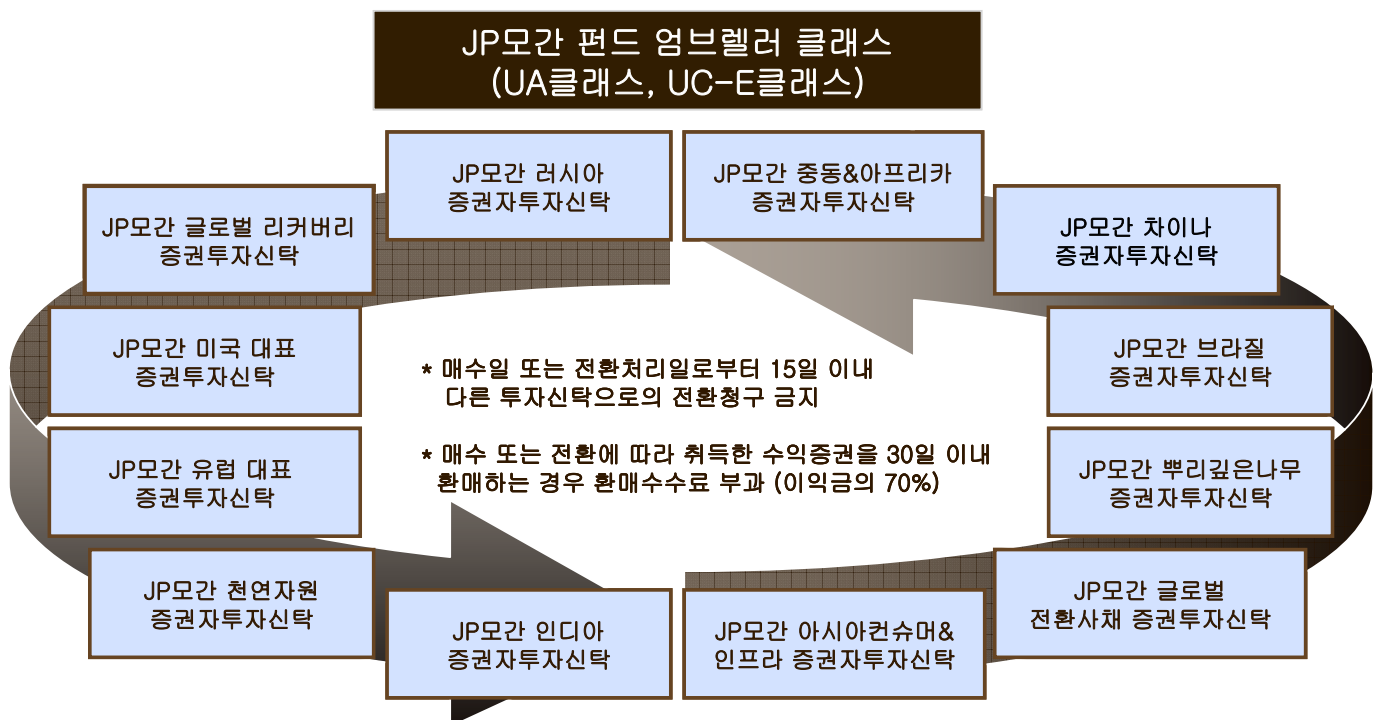 JP모간 펀드 엄브렐러 클래스
(UA클래스, UC-E클래스)
JP모간 러시아
증권자투자신탁
JP모간 중동&아프리카
증권자투자신탁
JP모간 글로벌 리커버리
증권투자신탁
JP모간 차이나
증권자투자신탁
JP모간 미국 대표
증권투자신탁
JP모간 브라질
증권자투자신탁
* 매수일 또는 전환처리일로부터 15일 이내
다른 투자신탁으로의 전환청구 금지
* 매수 또는 전환에 따라 취득한 수익증권을 30일 이내
환매하는 경우 환매수수료 부과 (이익금의 70%)
JP모간 유럽 대표
증권투자신탁
JP모간 뿌리깊은나무
증권자투자신탁
JP모간 천연자원
증권자투자신탁
JP모간 글로벌
전환사채 증권투자신탁
JP모간 인디아
증권자투자신탁
JP모간 아시아컨슈머&
인프라 증권자투자신탁